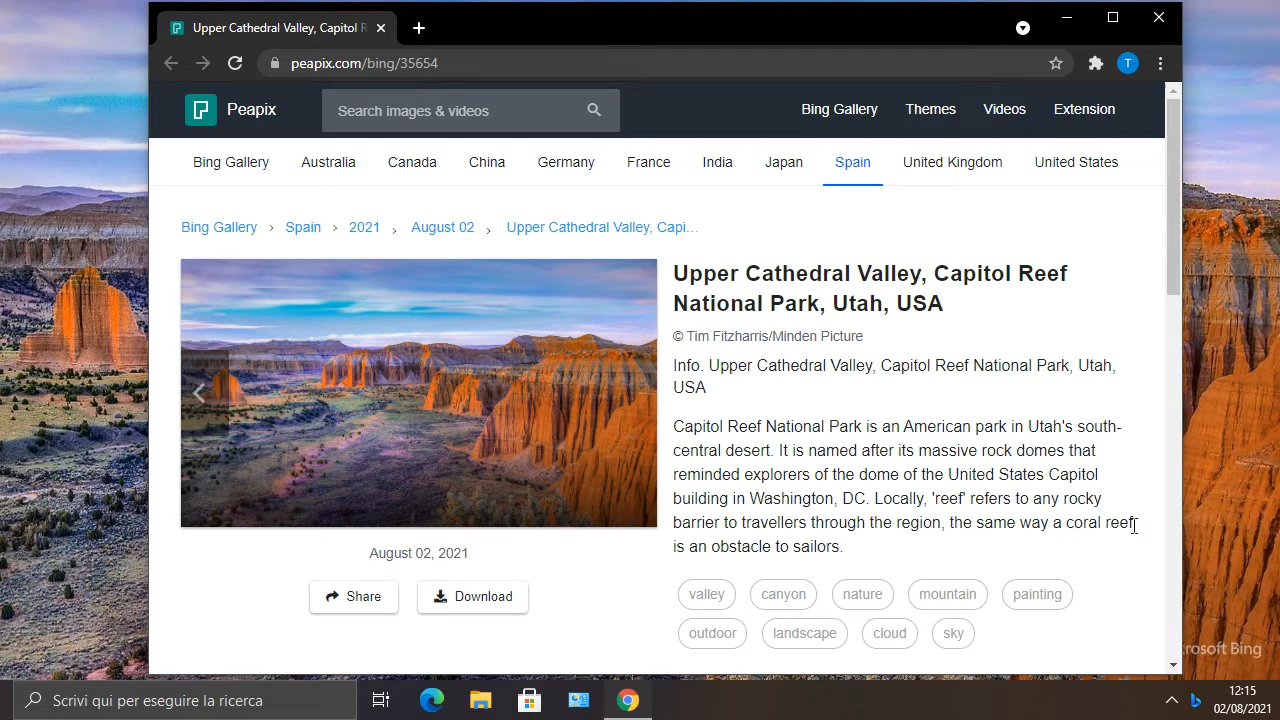 Upper Cathedral Valley, Capitol R
peapix.com/bing/35654
T
Peapix
Search images & videos
Bing Gallery Themes Videos Extension
Bing Gallery Australia Canada China Germany France India Japan Spain United Kingdom United States
Bing Gallery › Spain › 2021 › August 02 › Upper Cathedral Valley, Capi...
Upper Cathedral Valley, Capitol Reef
National Park, Utah, USA
© Tim Fitzharris/Minden Picture
Info. Upper Cathedral Valley, Capitol Reef National Park, Utah,
USA
Capitol Reef National Park is an American park in Utah's south-
central desert. It is named after its massive rock domes that
reminded explorers of the dome of the United States Capitol
building in Washington, DC. Locally, 'reef' refers to any rocky
barrier to travellers through the region, the same way a coral reef
is an obstacle to sailors.
August 02, 2021
Share Download
valley canyon nature mountain painting
outdoor landscape cloud sky
rosoft Bing
Scrivi qui per eseguire la ricerca
12:15
02/08/2021